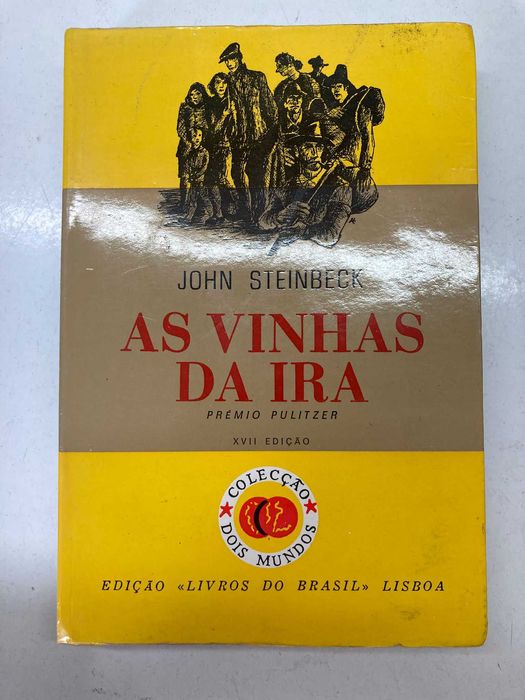 JOHN STEINBECK
AS VINHAS
DA IRA
PRÉMIO PULITZER
XVII EDIÇÃO
COLECÇÃO
DOIS MUNDOS
EDIÇÃO «LIVROS DO BRASIL» LISBOA